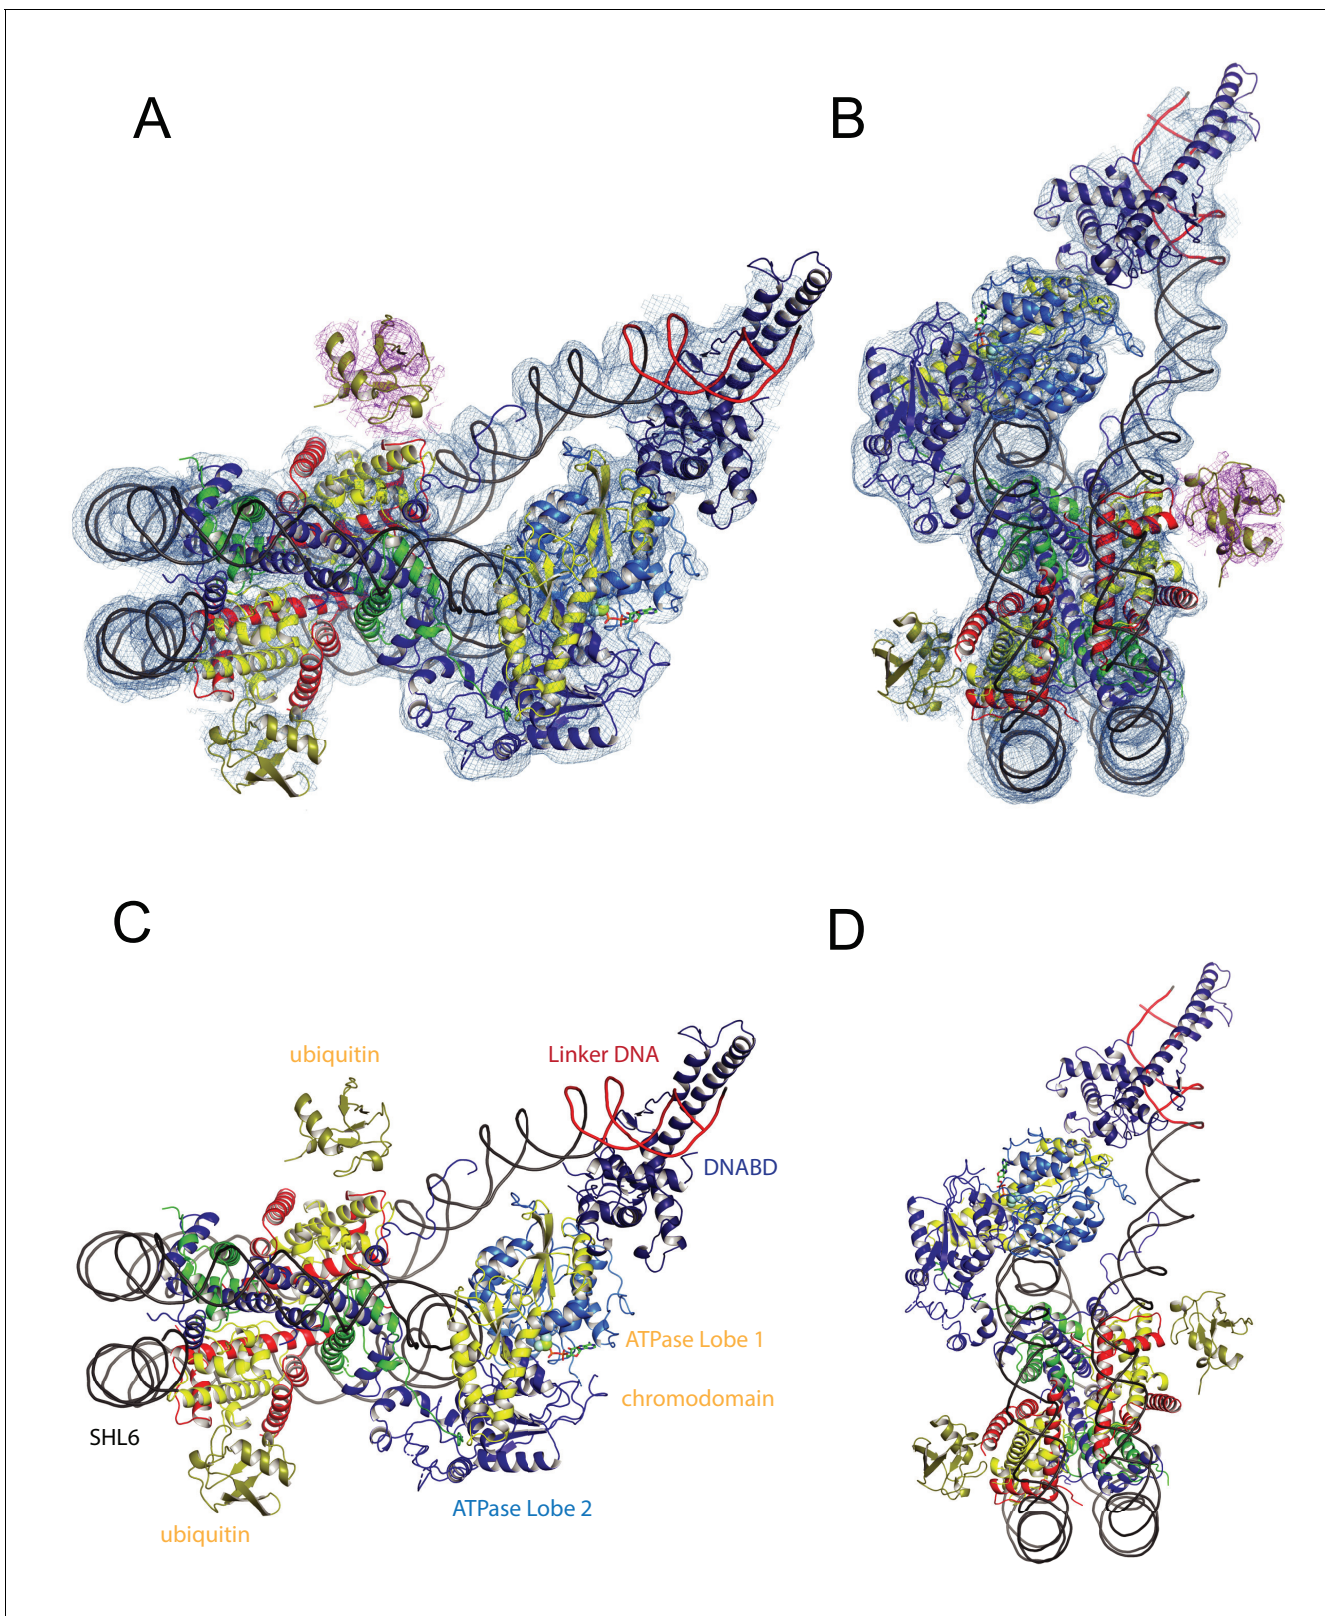 A
B
C
D
ubiquitin
Linker DNA
DNABD
ATPase Lobe 1
chromodomain
SHL6
ATPase Lobe 2
ubiquitin